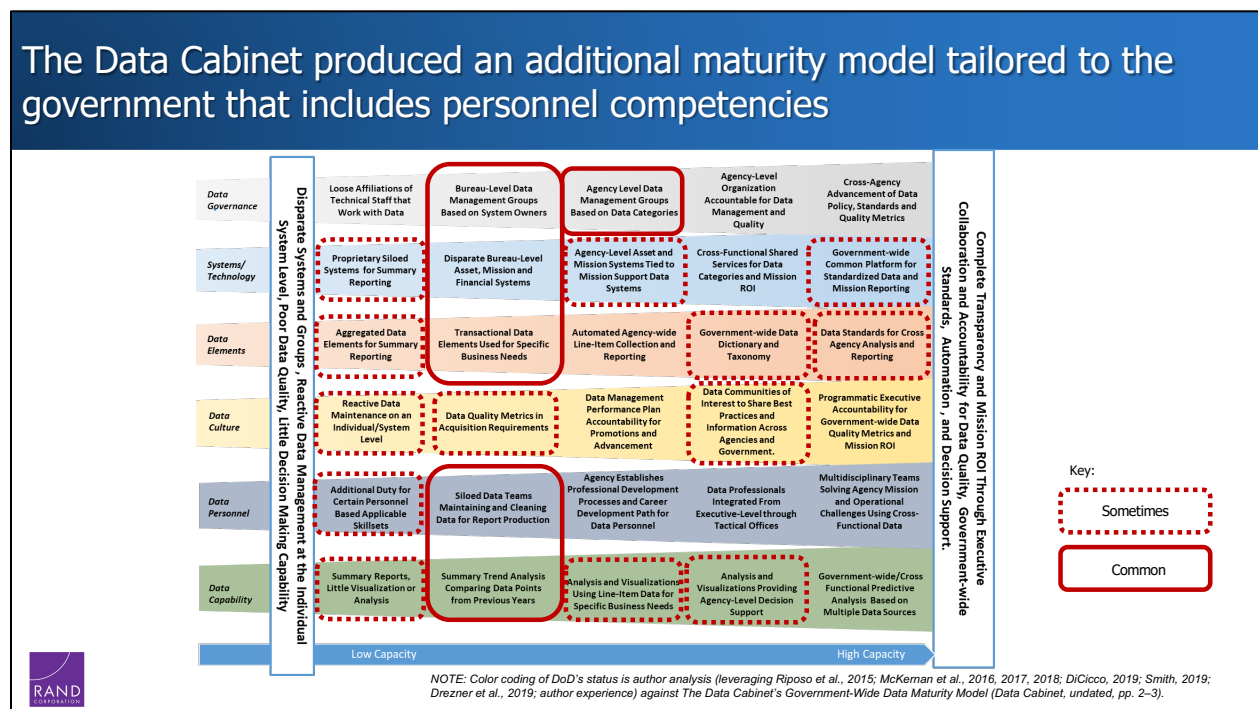 The Data Cabinet produced an additional maturity model tailored to the
government that includes personnel competencies
Disparate Systems and Groups , Reactive Data Management at the Individual
System Level, Poor Data Quality, Little Decision Making Capability
Data
Governance
Loose Affiliations of
Technical Staff that
Work with Data
Bureau-Level Data
Management Groups
Based on System Owners
Agency Level Data
Management Groups
Based on Data Categories
Agency-Level
Organization
Accountable for Data
Management and
Quality
Cross-Agency
Advancement of Data
Policy, Standards and
Quality Metrics
Systems/
Technology
Proprietary Siloed
Systems for Summary
Reporting
Disparate Bureau-Level
Asset, Mission and
Financial Systems
Agency-Level Asset and
Mission Systems Tied to
Mission Support Data
Systems
Cross-Functional Shared
Services for Data
Categories and Mission
ROI
Government-wide
Common Platform for
Standardized Data and
Mission Reporting
Data
Elements
Aggregated Data
Elements for Summary
Reporting
Transactional Data
Elements Used for Specific
Business Needs
Automated Agency-wide
Line-Item Collection and
Reporting
Government-wide Data
Dictionary and
Taxonomy
Data Standards for Cross
Agency Analysis and
Reporting
Data
Culture
Reactive Data
Maintenance on an
Individual/System
Level
Data Quality Metrics in
Acquisition Requirements
Data Management
Performance Plan
Accountability for
Promotions and
Advancement
Data Communities of
Interest to Share Best
Practices and
Information Across
Agencies and
Government.
Programmatic Executive
Accountability for
Government-wide Data
Quality Metrics and
Mission ROI
Data
Personnel
Additional Duty for
Certain Personnel
Based Applicable
Skillsets
Siloed Data Teams
Maintaining and Cleaning
Data for Report Production
Agency Establishes
Professional Development
Processes and Career
Development Path for
Data Personnel
Data Professionals
Integrated From
Executive-Level through
Tactical Offices
Multidisciplinary Teams
Solving Agency Mission
and Operational
Challenges Using Cross-
Functional Data
Data
Capability
Summary Reports,
Little Visualization or
Analysis
Summary Trend Analysis
Comparing Data Points
from Previous Years
Analysis and Visualizations
Using Line-Item Data for
Specific Business Needs
Analysis and
Visualizations Providing
Agency-Level Decision
Support
Government-wide/Cross
Functional Predictive
Analysis Based on
Multiple Data Sources
Complete Transparency and Mission ROI Through Executive
Collaboration and Accountability for Data Quality, Government-wide
Standards, Automation , and Decision Support.
Low Capacity
High Capacity
Key:
Sometimes
Common
RAND
CORPORATION
NOTE: Color coding of DoD's status is author analysis (leveraging Riposo et al., 2015; McKernan et al., 2016, 2017, 2018; DiCicco, 2019; Smith, 2019;
Drezner et al., 2019; author experience) against The Data Cabinet's Government-Wide Data Maturity Model (Data Cabinet, undated, pp. 2–3).